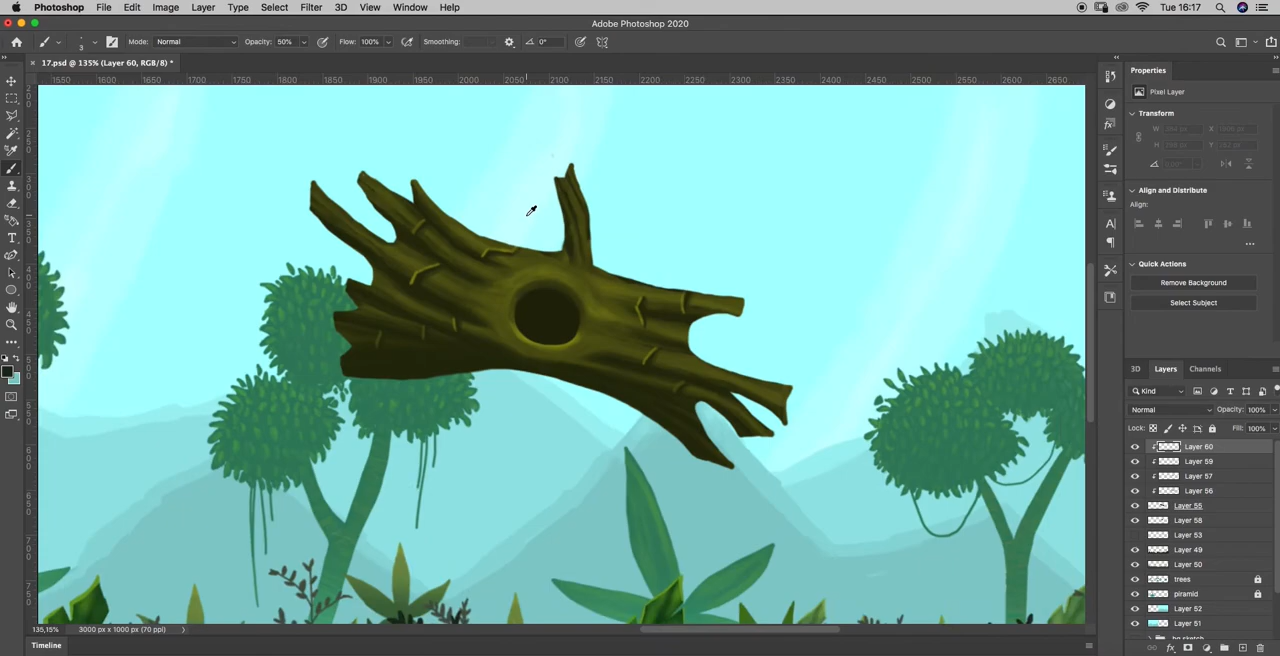 Photoshop File Edit Image Layer Type Select Filter 3D View Window Help Tue 16:17
Adobe Photoshop 2020
3 Mode: Normal Opacity: 50% Flow: 100% Smoothing: 0°
17.psd @ 135% (Layer 60, RGB/8) *
1550 1600 1650 1700 1750 1800 1850 1900 1950 2000 2050 2100 2150 2200 2250 2300 2350 2400 2450 2500 2550 2600 2650
Properties
Pixel Layer
Transform
W: X:
H: Y:
0.00°
Align and Distribute
Align:
Quick Actions
Remove Background
Select Subject
3D Layers Channels
Kind
Normal Opacity: 100%
Lock: Fill: 100%
Layer 60
Layer 59
Layer 57
Layer 56
Layer 55
Layer 58
Layer 53
Layer 49
Layer 50
trees
piramid
Layer 52
Layer 51
bg sketch
135,15% 3000 px x 1000 px (70 ppi)
Timeline